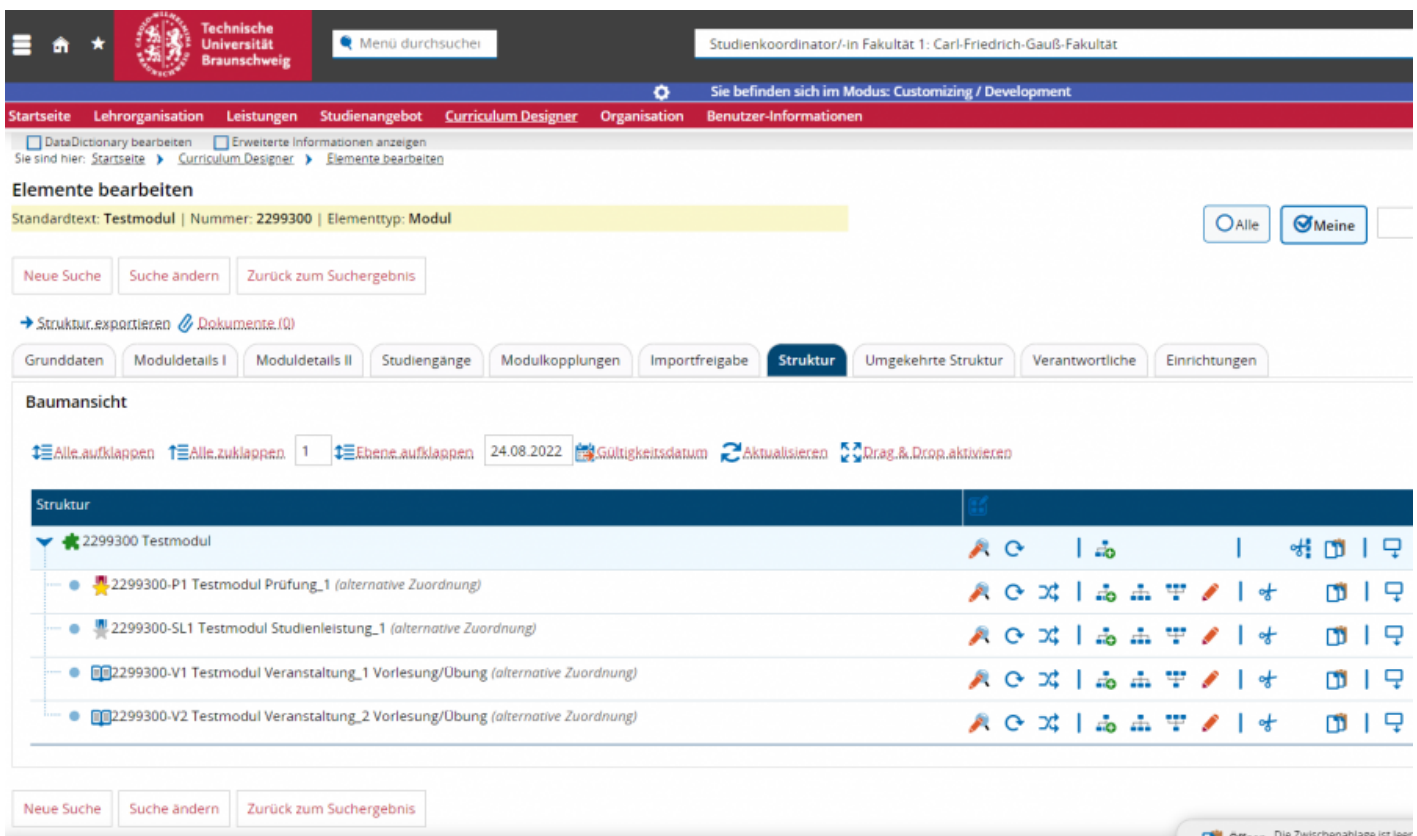 Technische
Universität
Braunschweig
Menü durchsuchen
Studienkoordinator/-in Fakultät 1: Carl-Friedrich-Gauß-Fakultät
Sie befinden sich im Modus: Customizing / Development
Startseite Lehrorganisation Leistungen Studienangebot Curriculum Designer Organisation Benutzer-Informationen
DataDictionary bearbeiten Erweiterte Informationen anzeigen
Sie sind hier: Startseite Curriculum Designer Elemente bearbeiten
Elemente bearbeiten
Standardtext: Testmodul | Nummer: 2299300 | Elementtyp: Modul
Alle Meine
Neue Suche Suche ändern Zurück zum Suchergebnis
Struktur exportieren Dokumente (0)
Grunddaten Moduldetails I Moduldetails II Studiengänge Modulkopplungen Importfreigabe Struktur Umgekehrte Struktur Verantwortliche Einrichtungen
Baumansicht
Alle aufklappen Alle zuklappen 1 Ebene aufklappen 24.08.2022 Gültigkeitsdatum Aktualisieren Drag & Drop aktivieren
Struktur
2299300 Testmodul
2299300-P1 Testmodul Prüfung_1 (alternative Zuordnung)
2299300-SL1 Testmodul Studienleistung_1 (alternative Zuordnung)
2299300-V1 Testmodul Veranstaltung_1 Vorlesung/Übung (alternative Zuordnung)
2299300-V2 Testmodul Veranstaltung_2 Vorlesung/Übung (alternative Zuordnung)
Neue Suche Suche ändern Zurück zum Suchergebnis
Die Zwischenablage ist leer